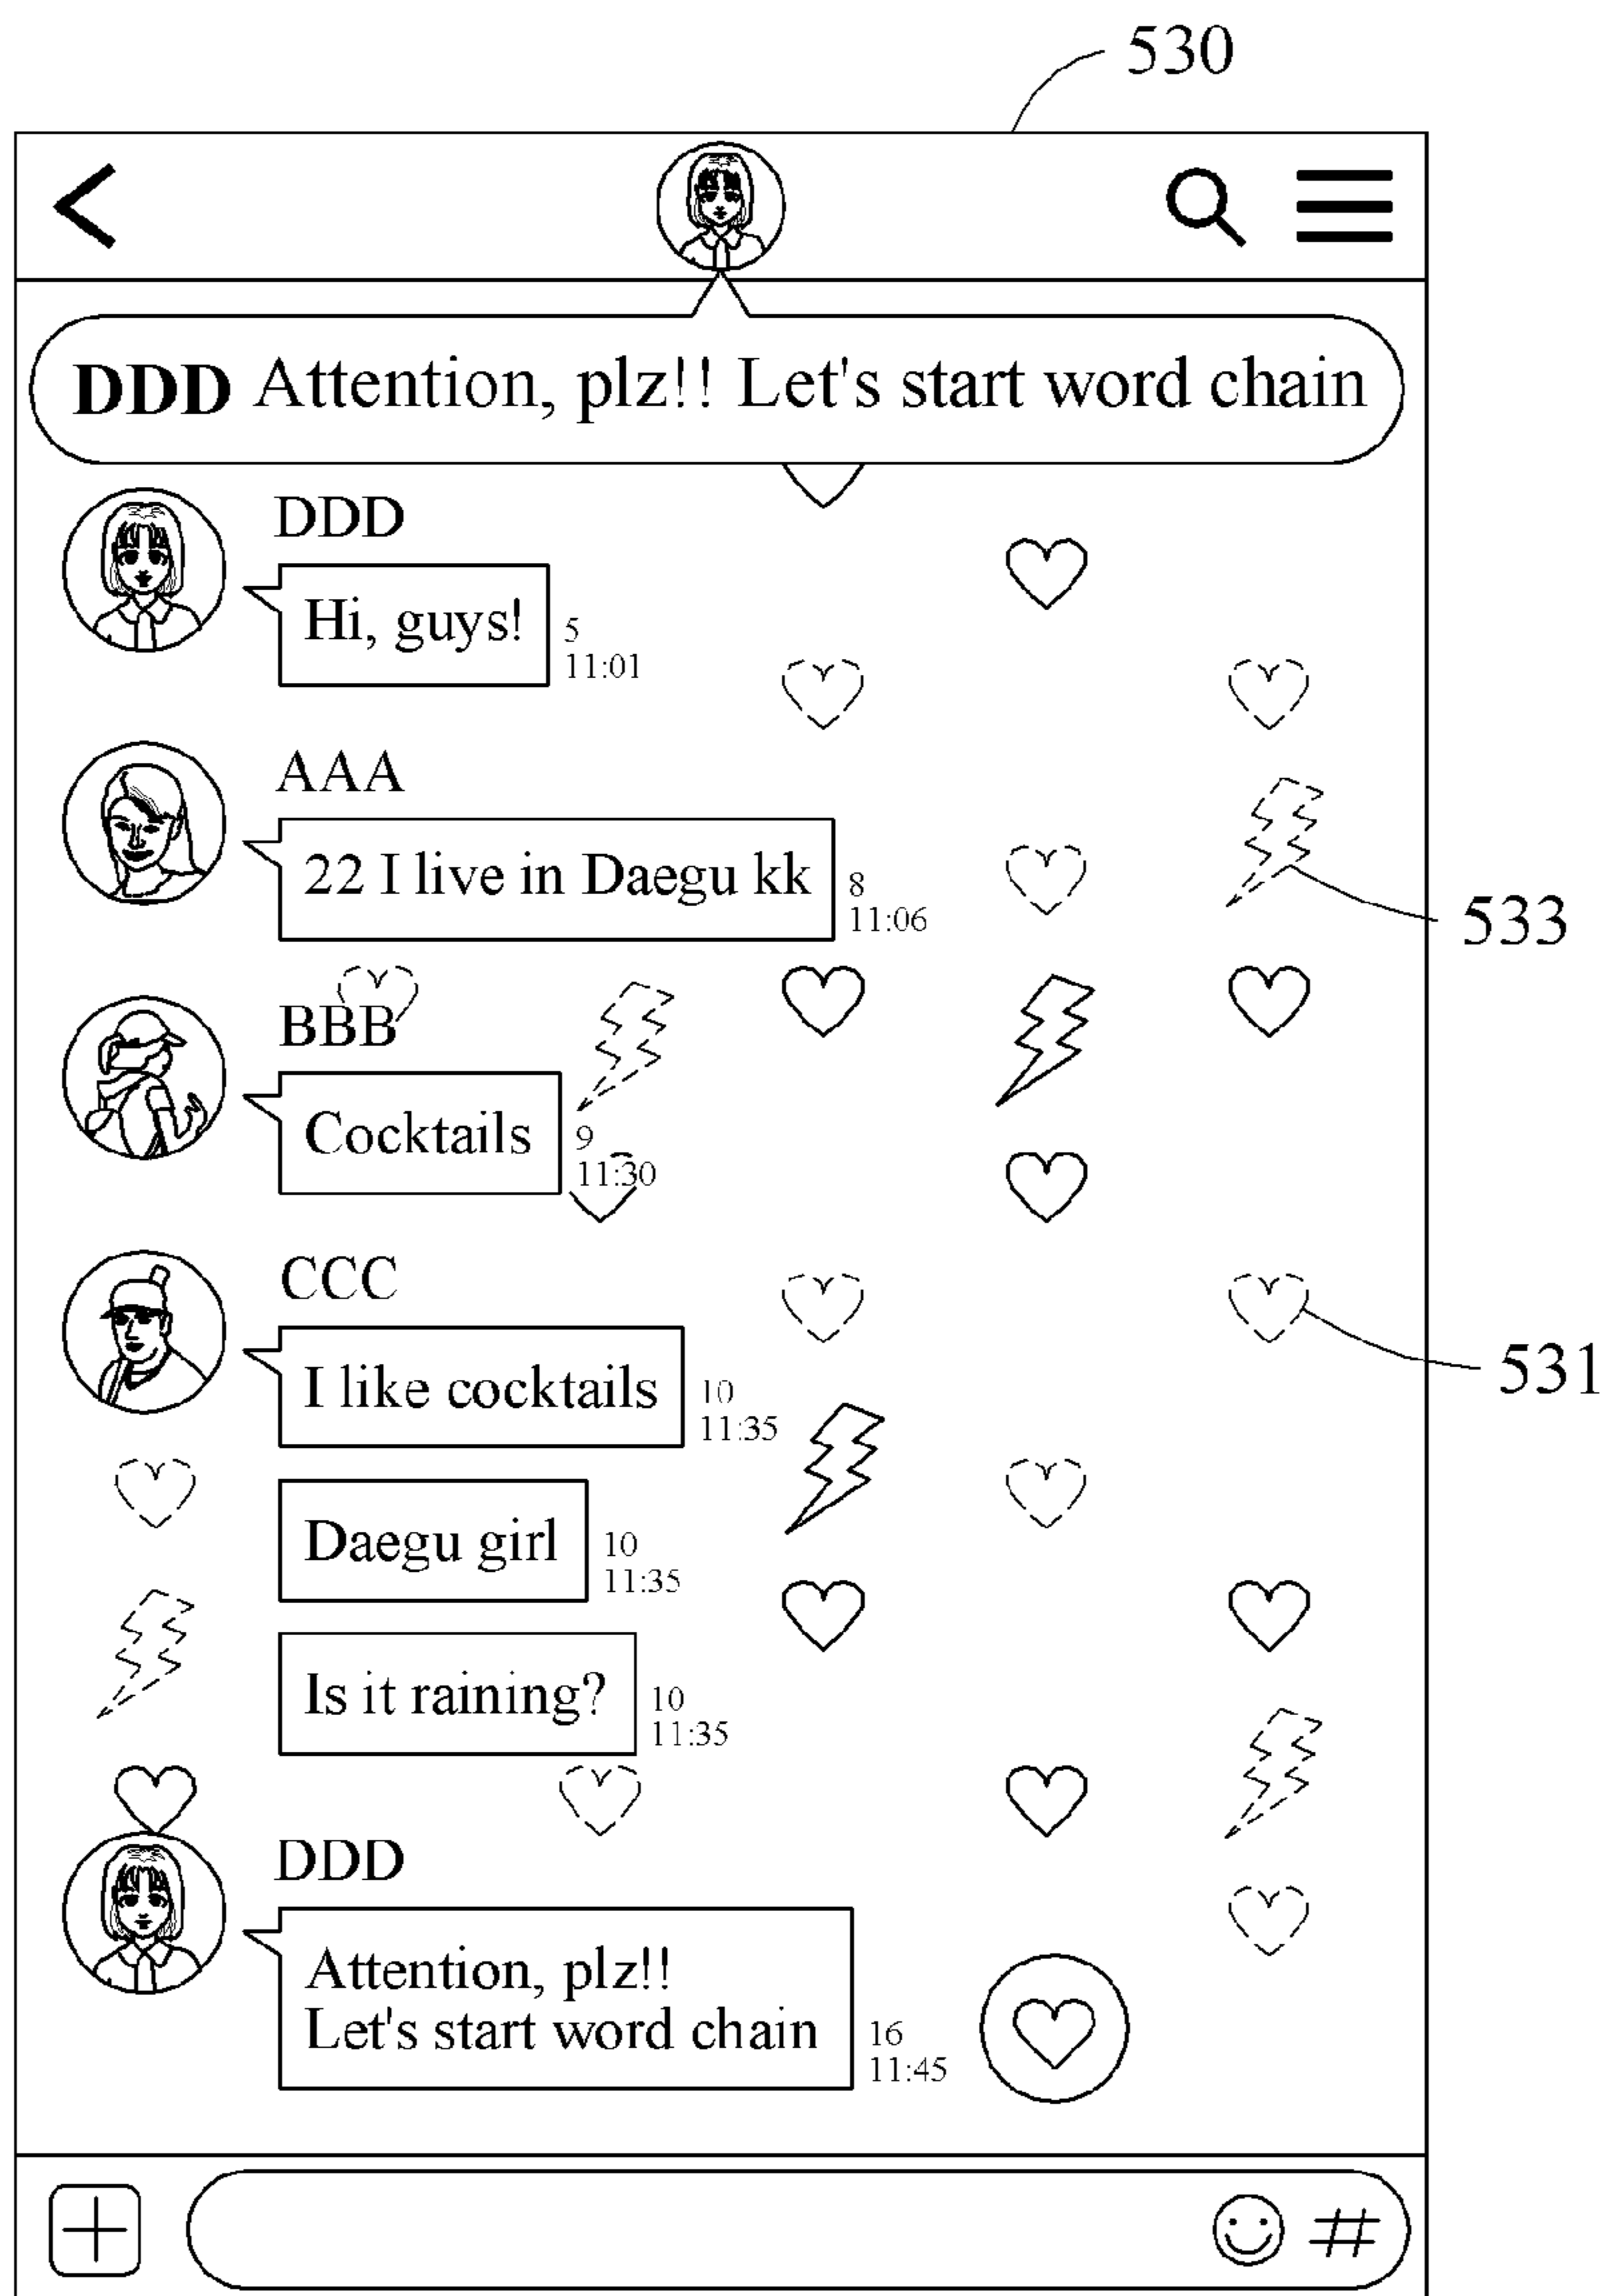 530
DDD Attention, plz!! Let's start word chain
DDD
Hi, guys!
5
11:01
AAA
22 I live in Daegu kk
8
11:06
533
BBB
Cocktails
9
11:30
CCC
I like cocktails
10
11:35
531
Daegu girl
10
11:35
Is it raining?
10
11:35
DDD
Attention, plz!!
Let's start word chain
16
11:45
#